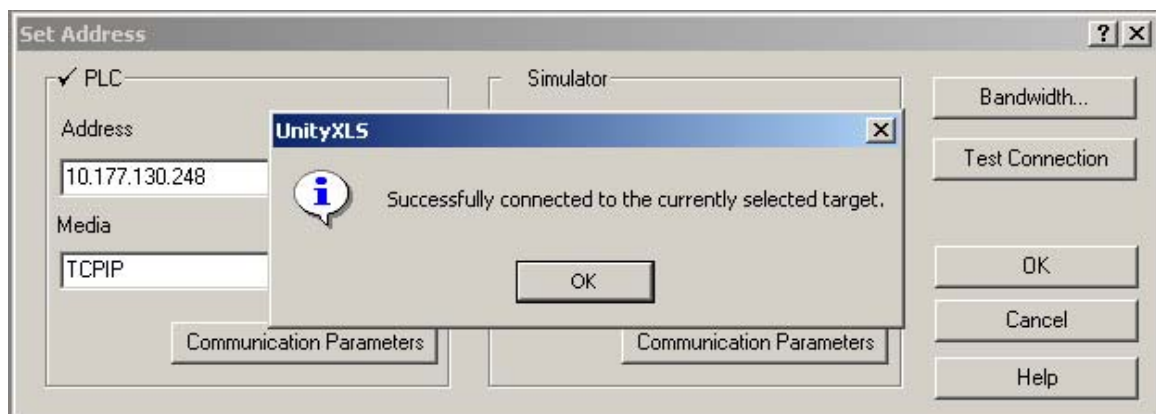 Set Address
PLC
Simulator
Bandwidth...
Address
UnityXLS
Test Connection
10.177.130.248
Successfully connected to the currently selected target.
Media
TCPIP
OK
OK
Cancel
Communication Parameters
Communication Parameters
Help